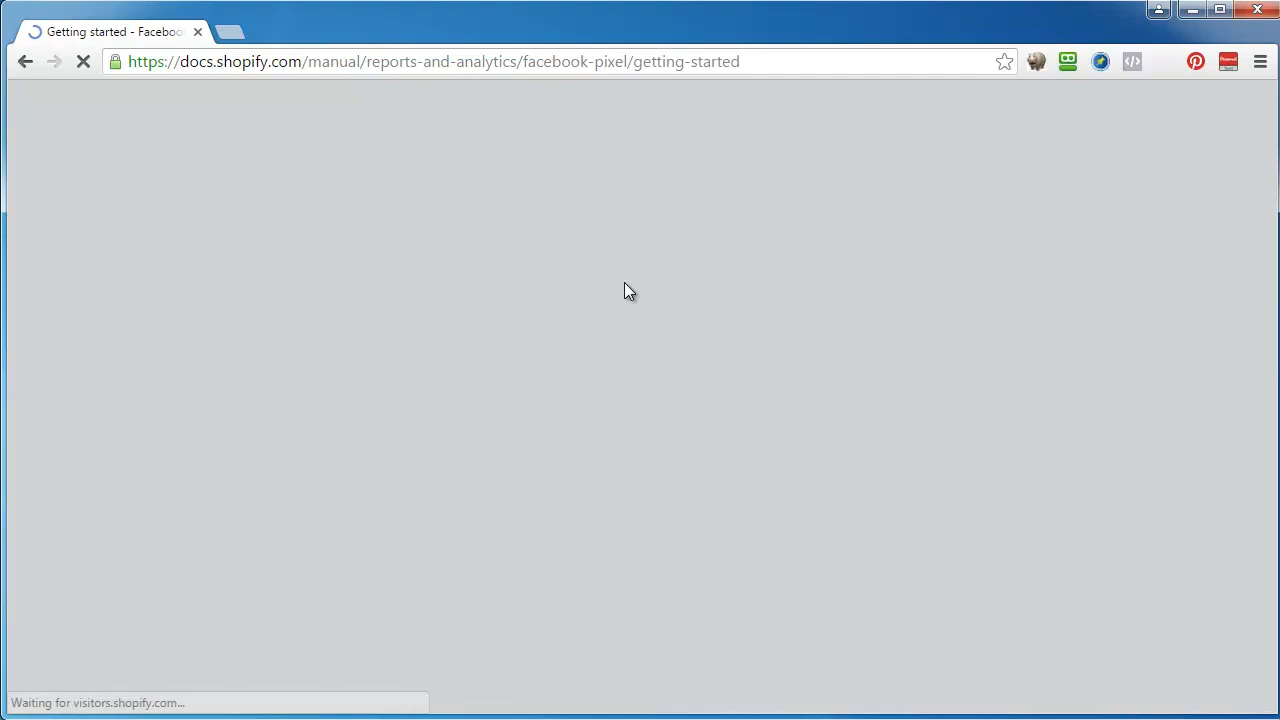 Getting started - Faceboo
https://docs.shopify.com/manual/reports-and-analytics/facebook-pixel/getting-started
Waiting for visitors.shopify.com...